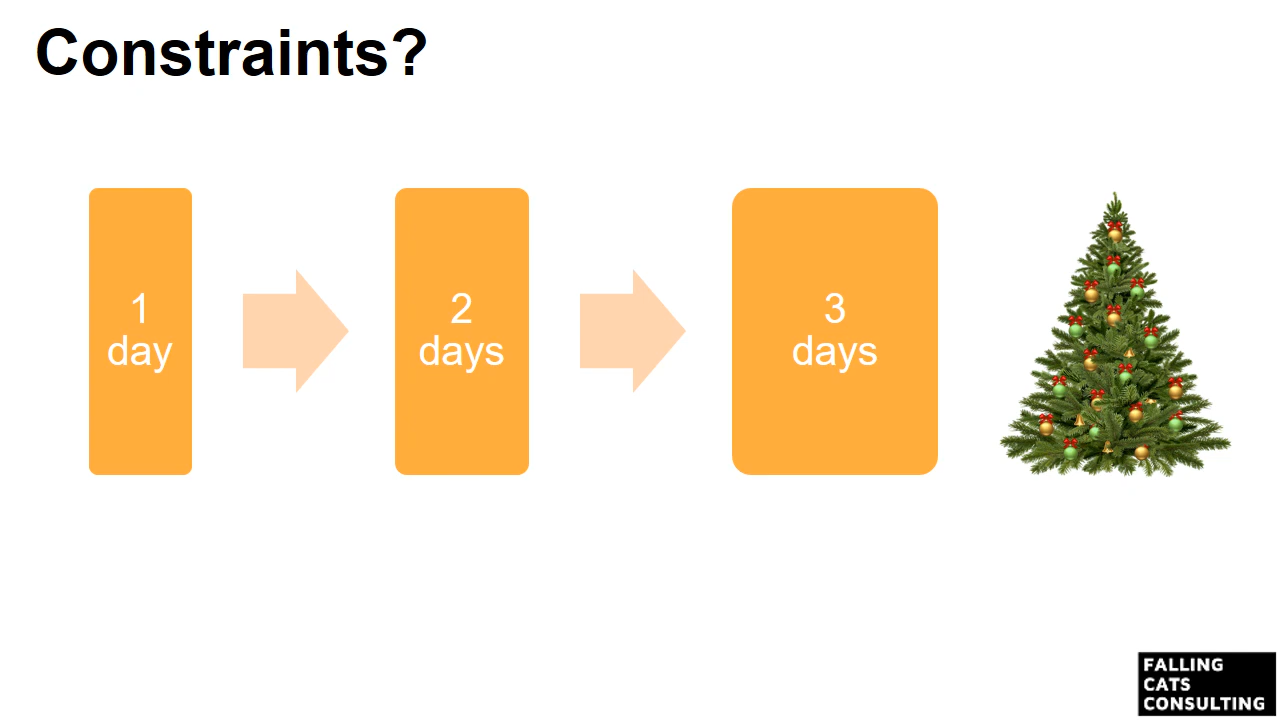 Constraints?
1
day
2
days
3
days
FALLING
CATS
CONSULTING